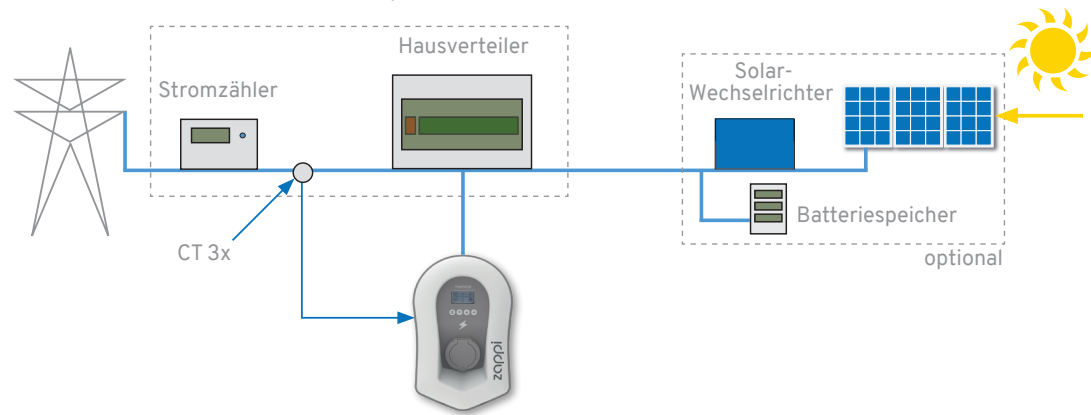 Hausverteiler
Stromzähler
Solar-
Wechselrichter
CT 3x
Batteriespeicher
optional
zappi